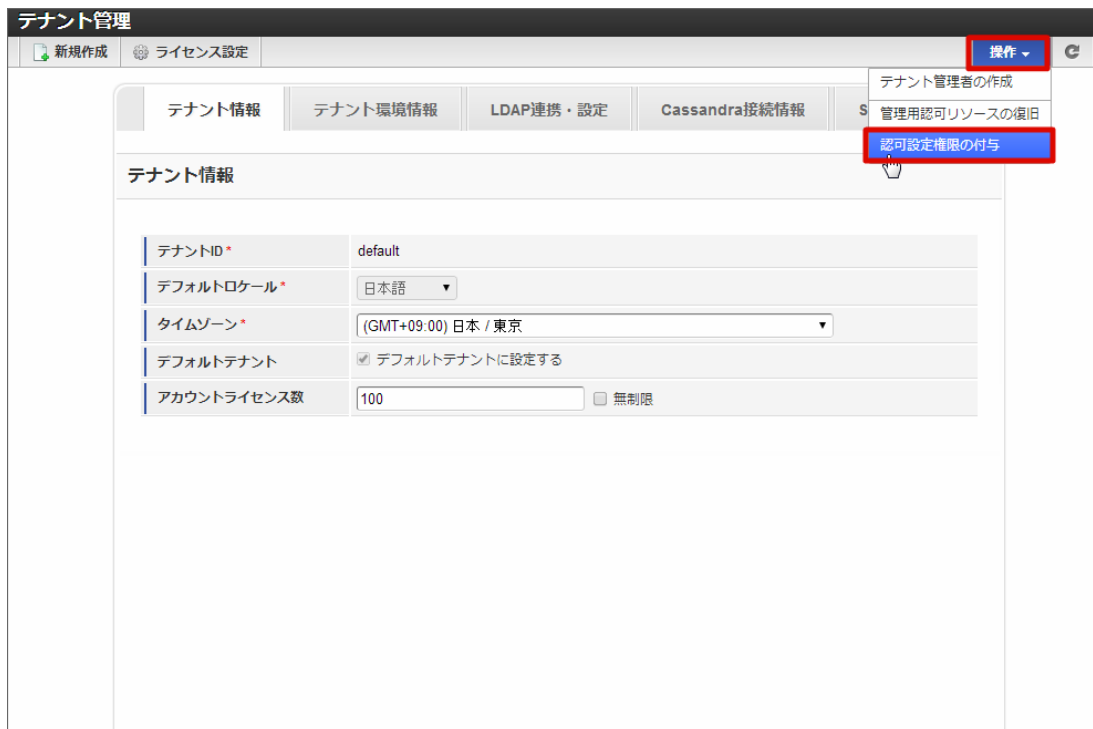 テナント管理
新規作成 ライセンス設定 操作
テナント管理者の作成
管理用認可リソースの復旧
認可設定権限の付与
テナント情報 テナント環境情報 LDAP連携・設定 Cassandra接続情報 S
テナント情報
テナントID* default
デフォルトロケール* 日本語
タイムゾーン* (GMT+09:00) 日本 / 東京
デフォルトテナント デフォルトテナントに設定する
アカウントライセンス数 100 無制限